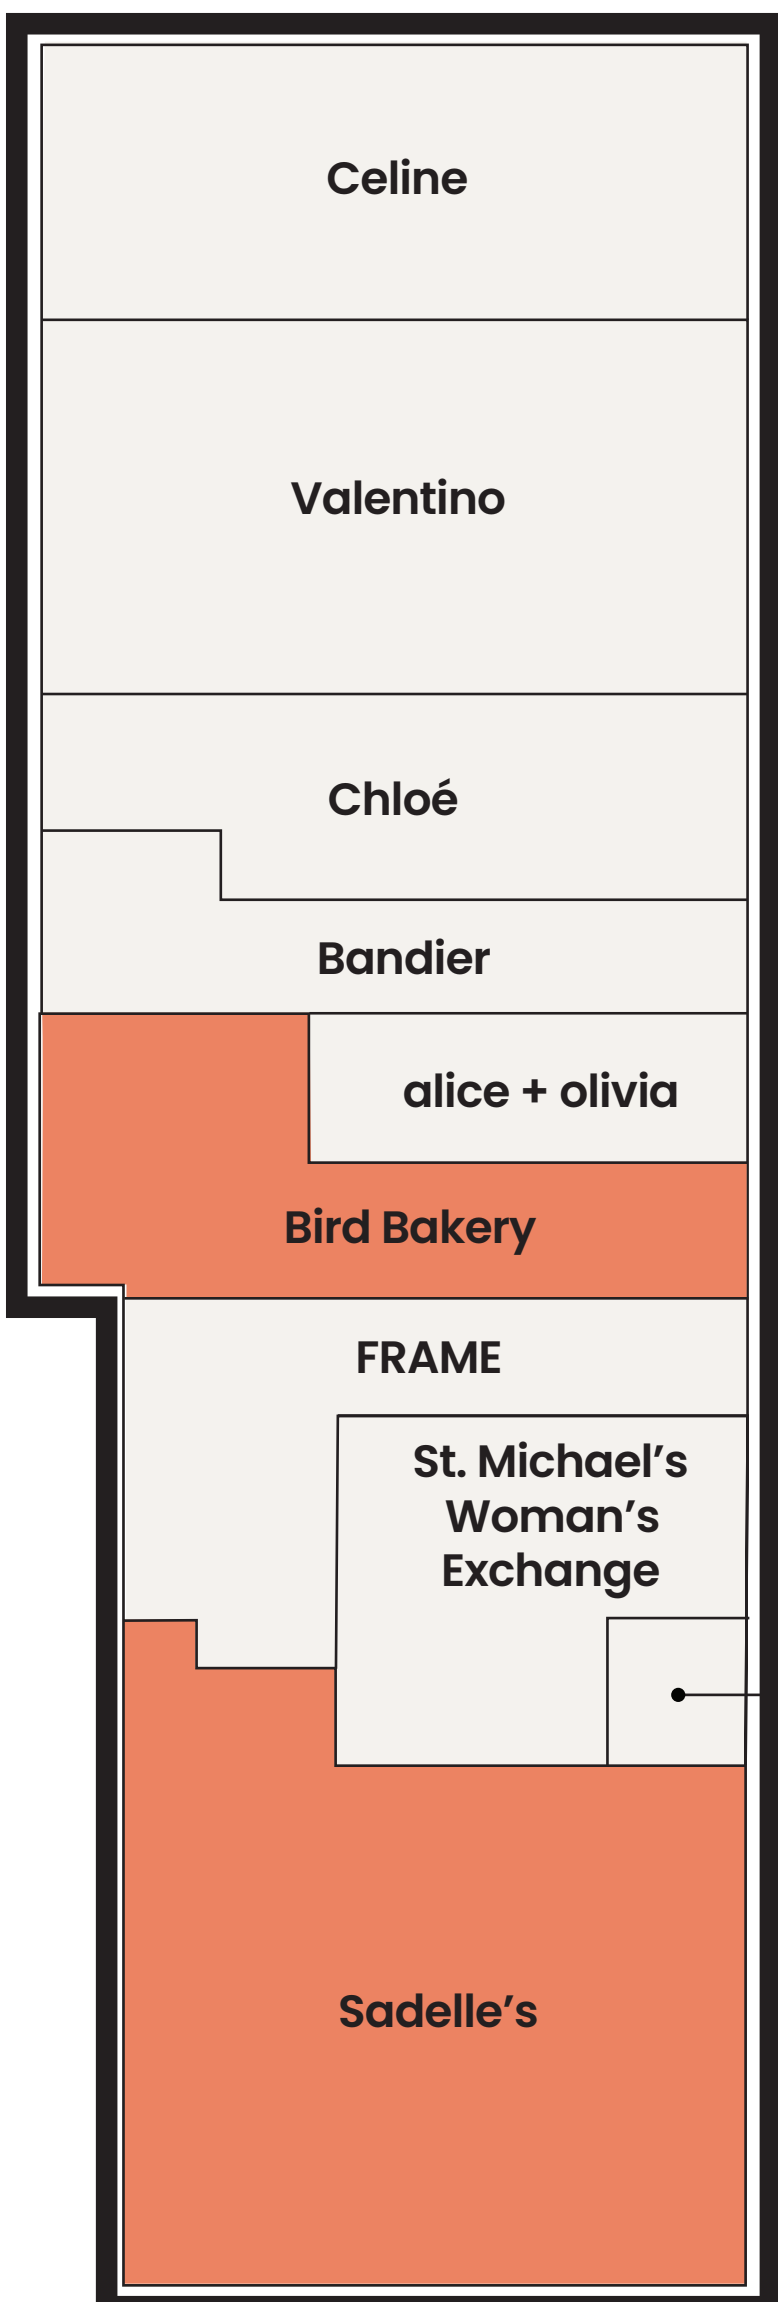 Celine
Valentino
Chloé
Bandier
alice + olivia
Bird Bakery
FRAME
St. Michael’s
Woman’s
Exchange
Sadelle’s